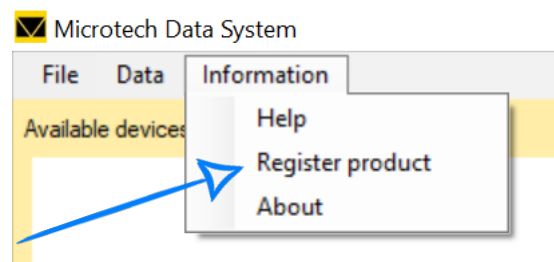 Microtech Data System
File Data Information
Available devices
Help
Register product
About